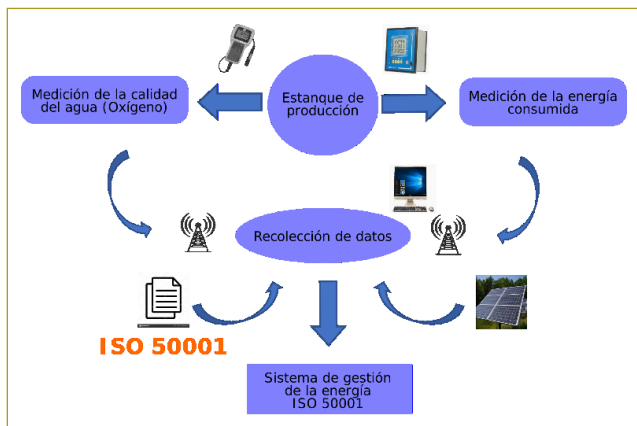 Estanque de
producción
Medición de la calidad
del agua (Oxígeno)
Medición de la energía
consumida
Recolección de datos
ISO 50001
Sistema de gestión
de la energía
ISO 50001